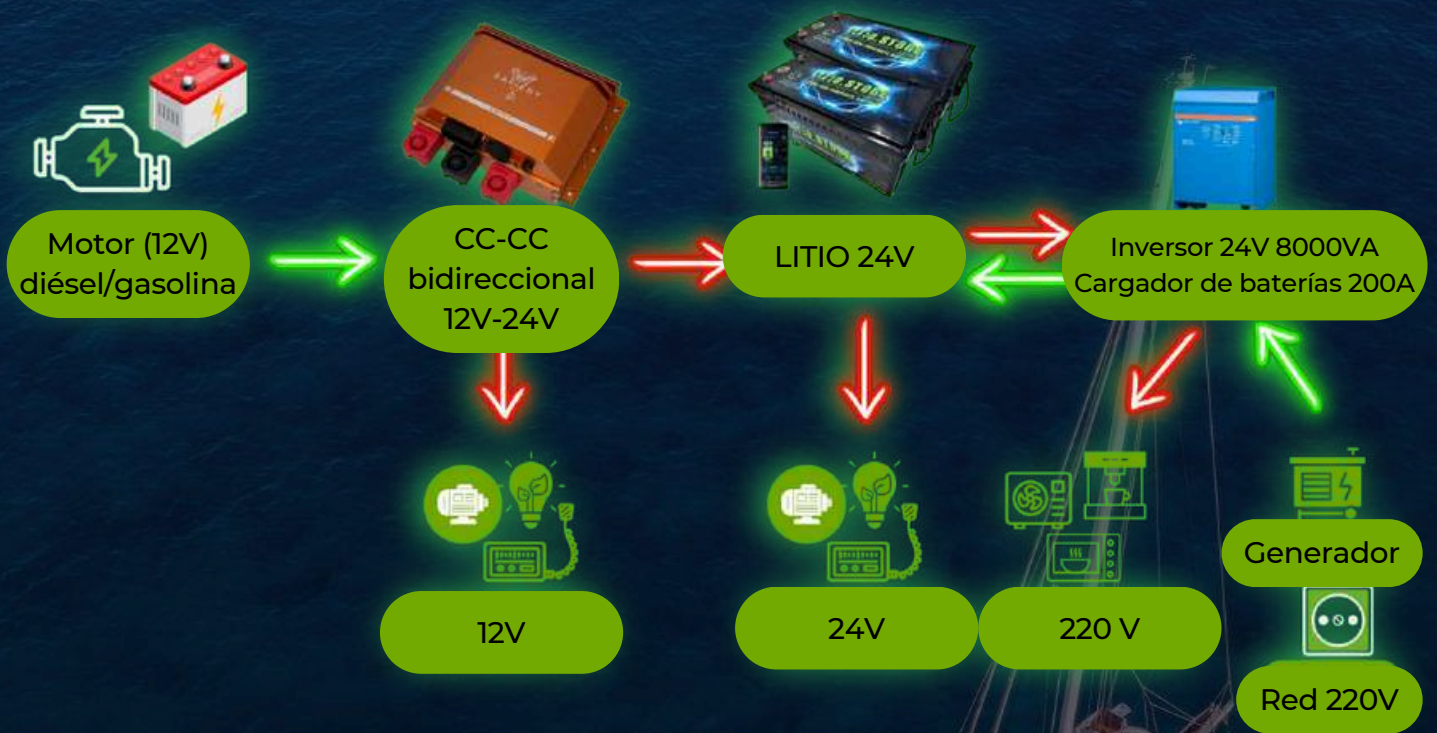 Motor (12V)
diésel/gasolina
CC-CC
bidireccional
12V-24V
LITIO 24V
Inversor 24V 8000VA
Cargador de baterías 200A
12V
24V
220 V
Generador
Red 220V